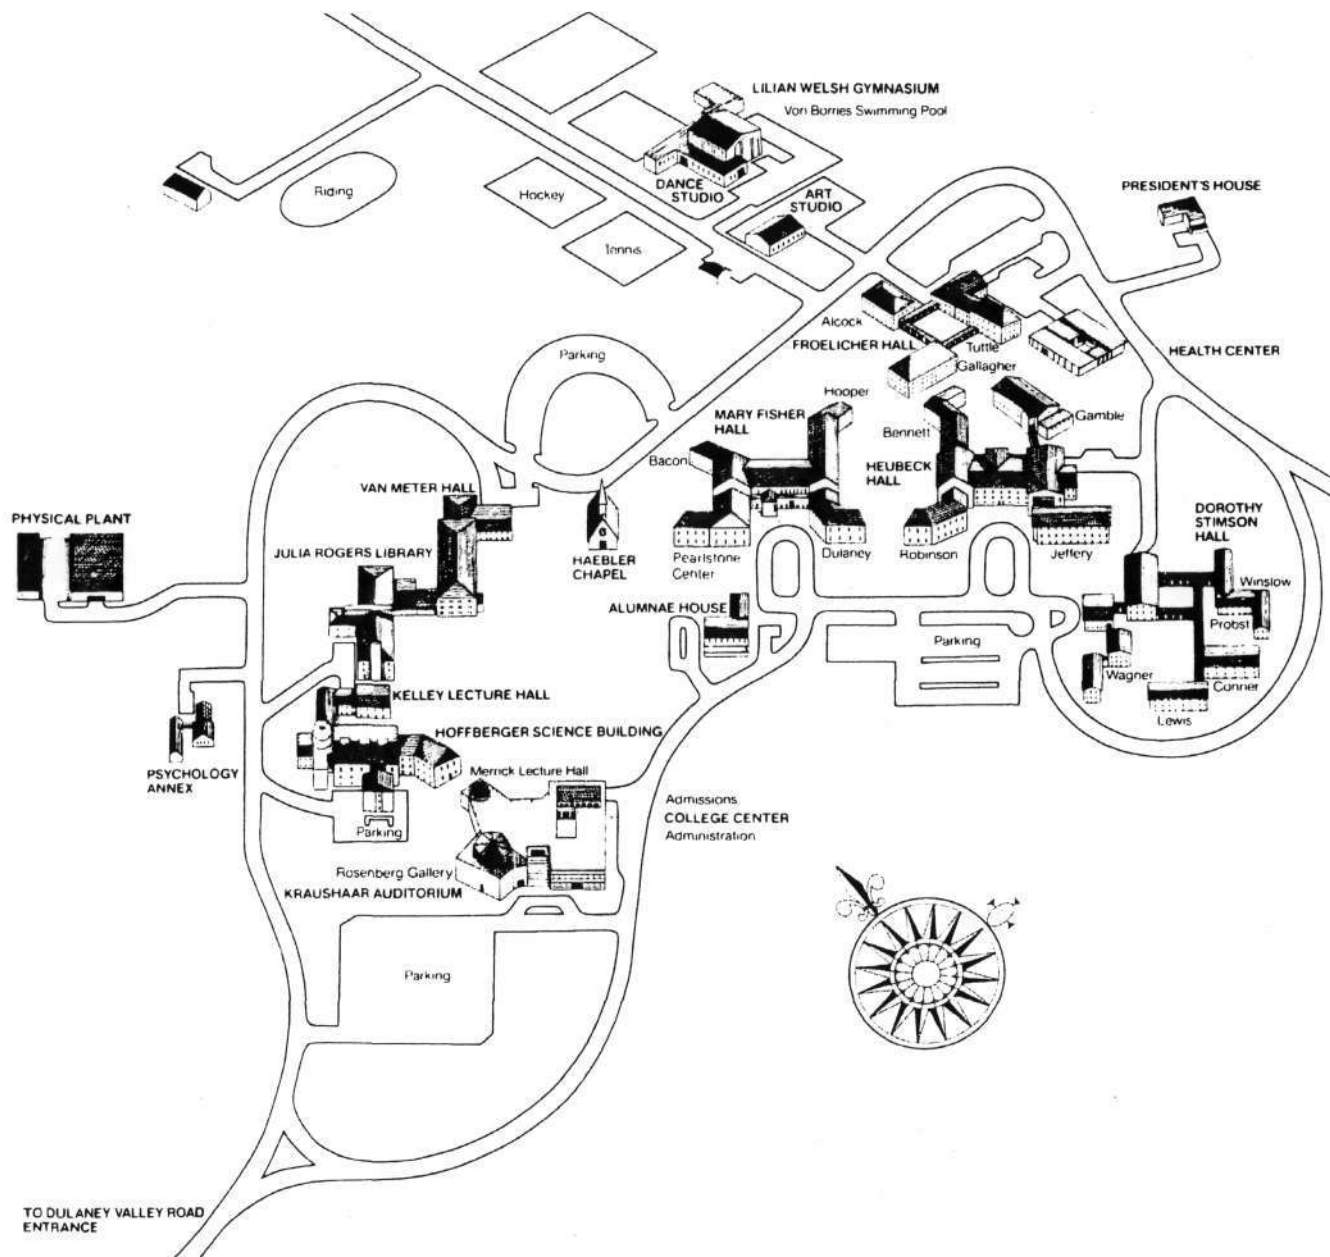 LILIAN WELSH GYMNASIUM
Von Borries Swimming Pool
DANCE
STUDIO
ART
STUDIO
PRESIDENT'S HOUSE
Riding
Hockey
Tennis
Alcock
FROELICHER HALL
Tuttle
Gallagher
HEALTH CENTER
Parking
Hooper
MARY FISHER
HALL
Bacon
Bennett
Gamble
HEUBECK
HALL
VAN METER HALL
PHYSICAL PLANT
JULIA ROGERS LIBRARY
HAEBLER
CHAPEL
Pearlstone
Center
Dulaney
Robinson
Jeffery
DOROTHY
STIMSON
HALL
Winslow
Probst
ALUMNAE HOUSE
Parking
Wagner
Conner
Lewis
KELLEY LECTURE HALL
HOFFBERGER SCIENCE BUILDING
PSYCHOLOGY
ANNEX
Merrick Lecture Hall
Parking
Admissions
COLLEGE CENTER
Administration
Rosenberg Gallery
KRAUSHAAR AUDITORIUM
Parking
TO DULANEY VALLEY ROAD
ENTRANCE